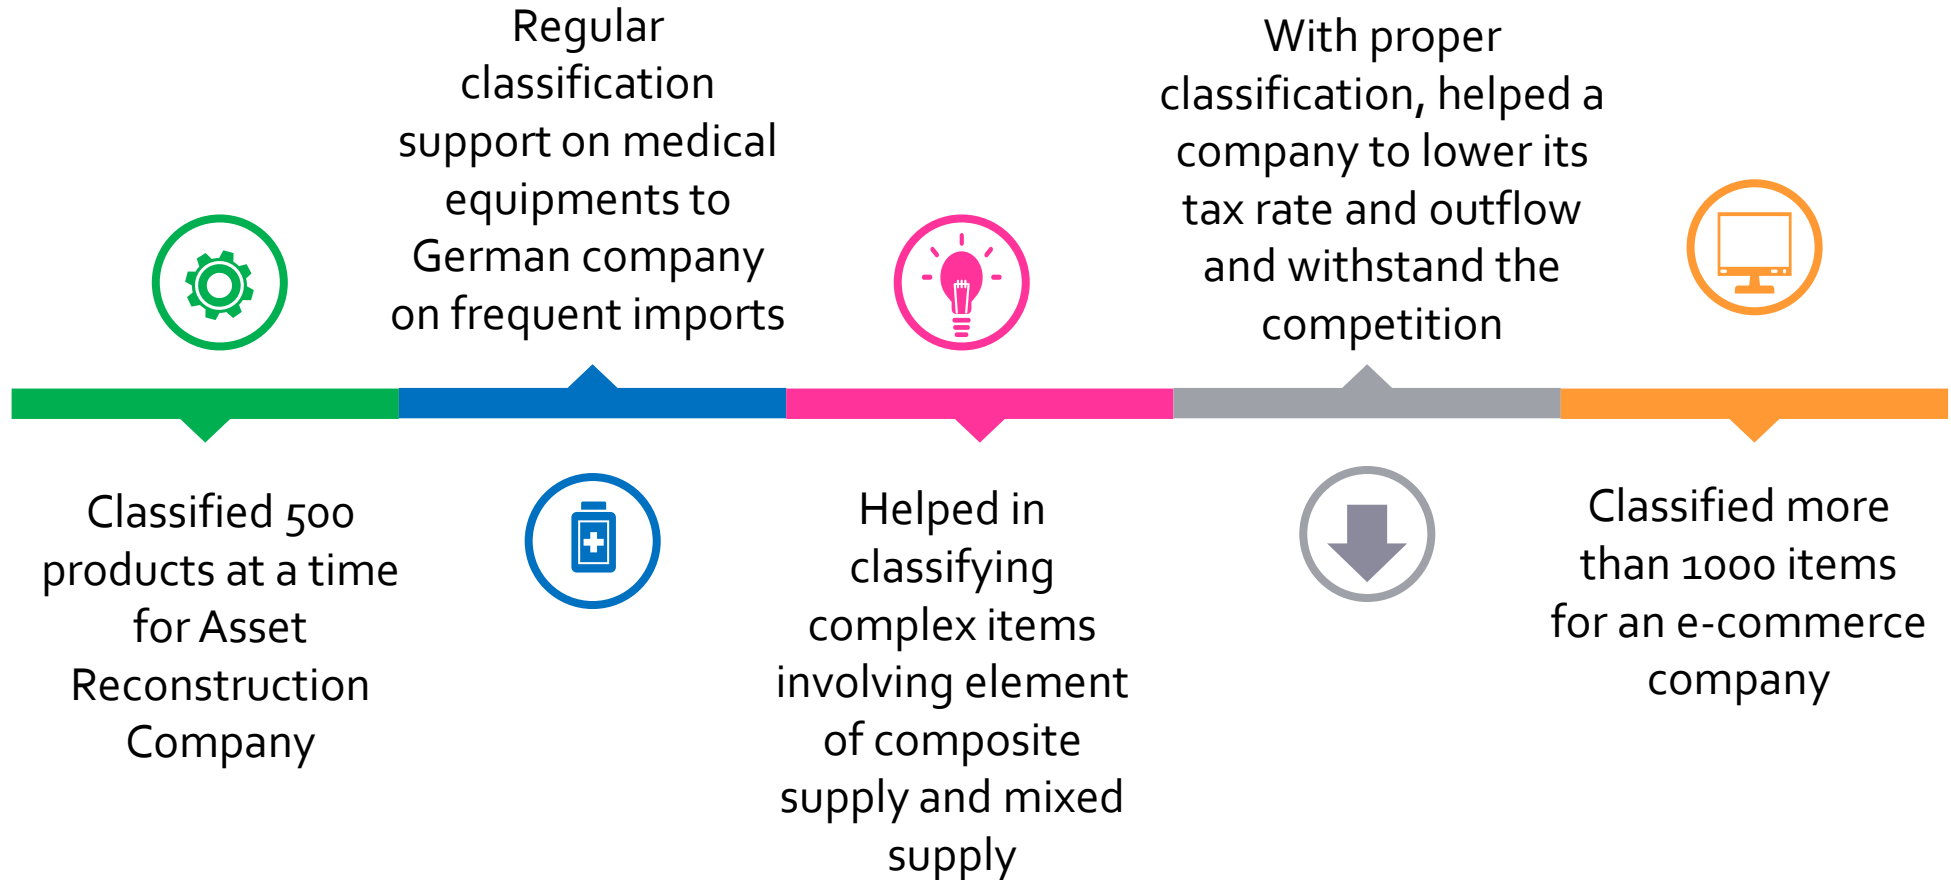 Classified 500
products at a time
for Asset
Reconstruction
Company
Regular
classification
support on medical
equipments to
German company
on frequent imports
Helped in
classifying
complex items
involving element
of composite
supply and mixed
supply
With proper
classification, helped a
company to lower its
tax rate and outflow
and withstand the
competition
Classified more
than 1000 items
for an e-commerce
company